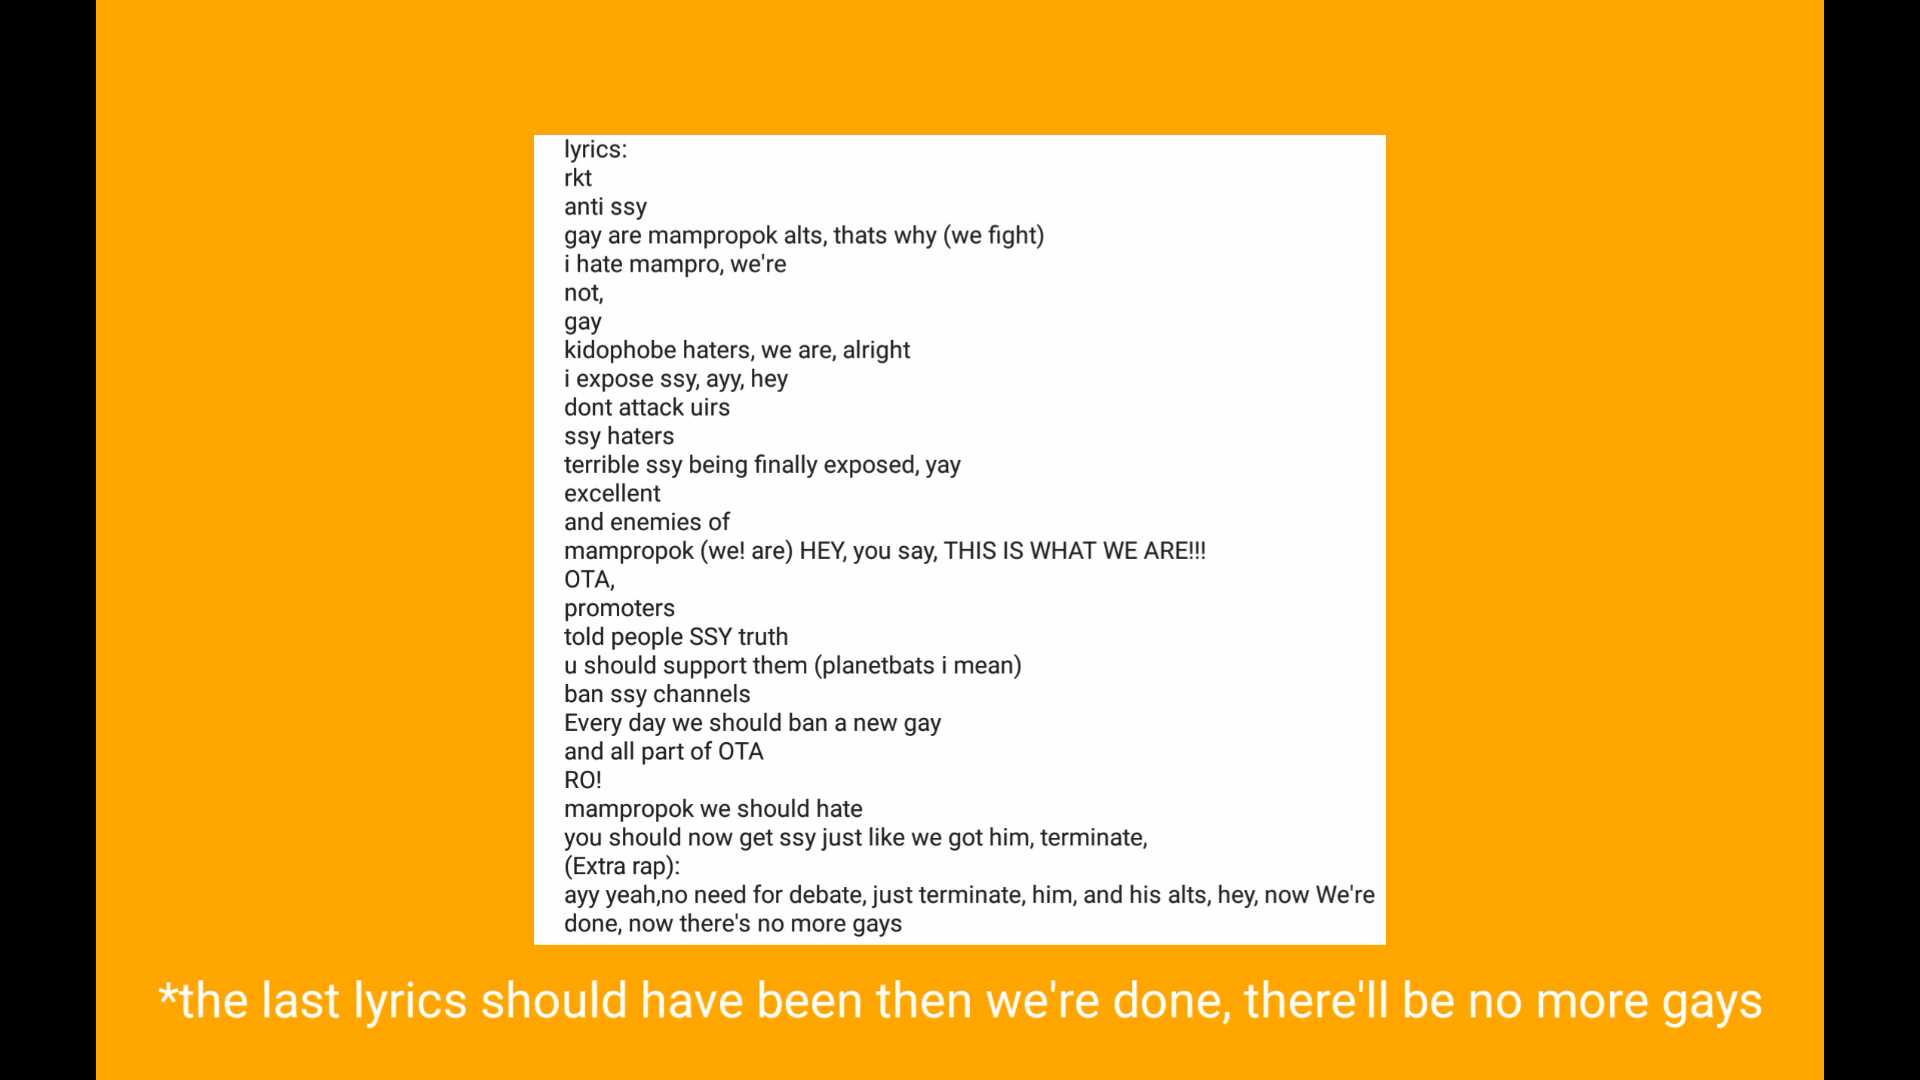 lyrics:
rkt
anti ssy
gay are mampropok alts, thats why (we fight)
i hate mampro, we're
not,
gay
kidophobe haters, we are, alright
i expose ssy, ayy, hey
dont attack uirs
ssy haters
terrible ssy being finally exposed, yay
excellent
and enemies of
mampropok (we! are) HEY, you say, THIS IS WHAT WE ARE!!!
OTA,
promoters
told people SSY truth
u should support them (planetbats i mean)
ban ssy channels
Every day we should ban a new gay
and all part of OTA
RO!
mampropok we should hate
you should now get ssy just like we got him, terminate,
(Extra rap):
ayy yeah,no need for debate, just terminate, him, and his alts, hey, now We're
done, now there's no more gays
*the last lyrics should have been then we're done, there'll be no more gays